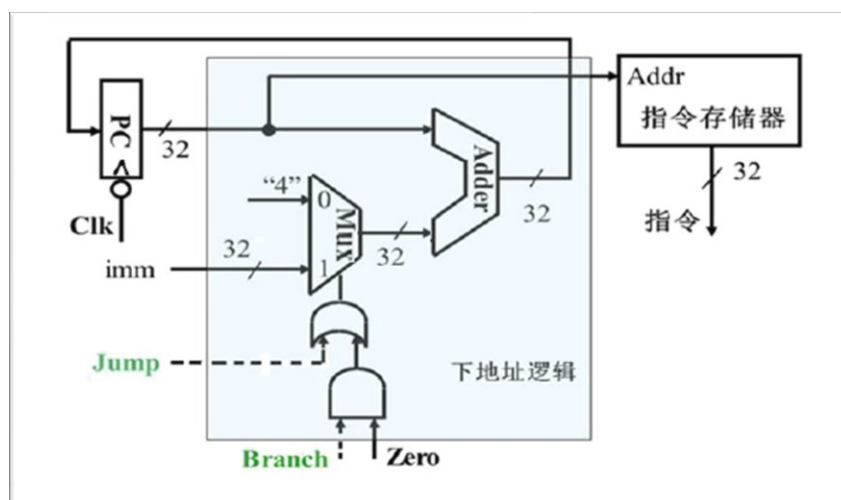 Addr
指令存储器
PC
32
Adder
32
"4"
0
Mux
32
32
指令
Clk
imm
32
1
Jump
下地址逻辑
Branch
Zero